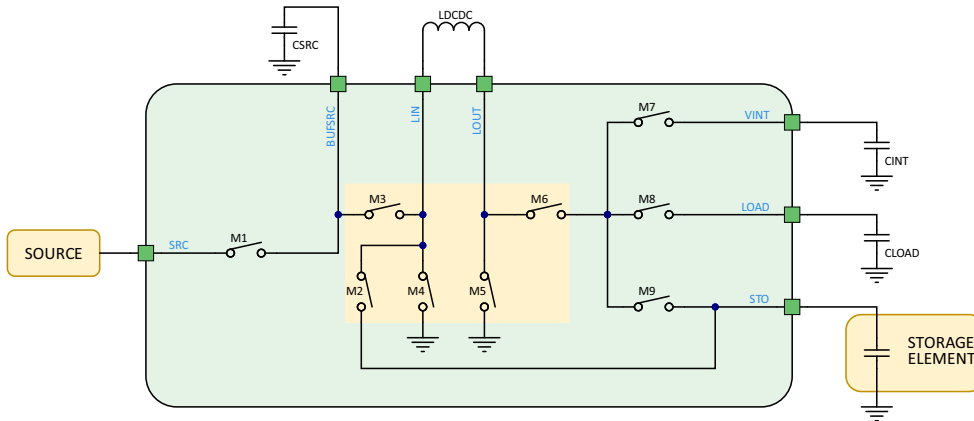 LDCDC
CSRC
BUFSRC
LIN
LOUT
M7
VINT
CINT
M3
M6
M8
LOAD
SOURCE
SRC
M1
CLOAD
M2
M4
M5
M9
STO
STORAGE
ELEMENT